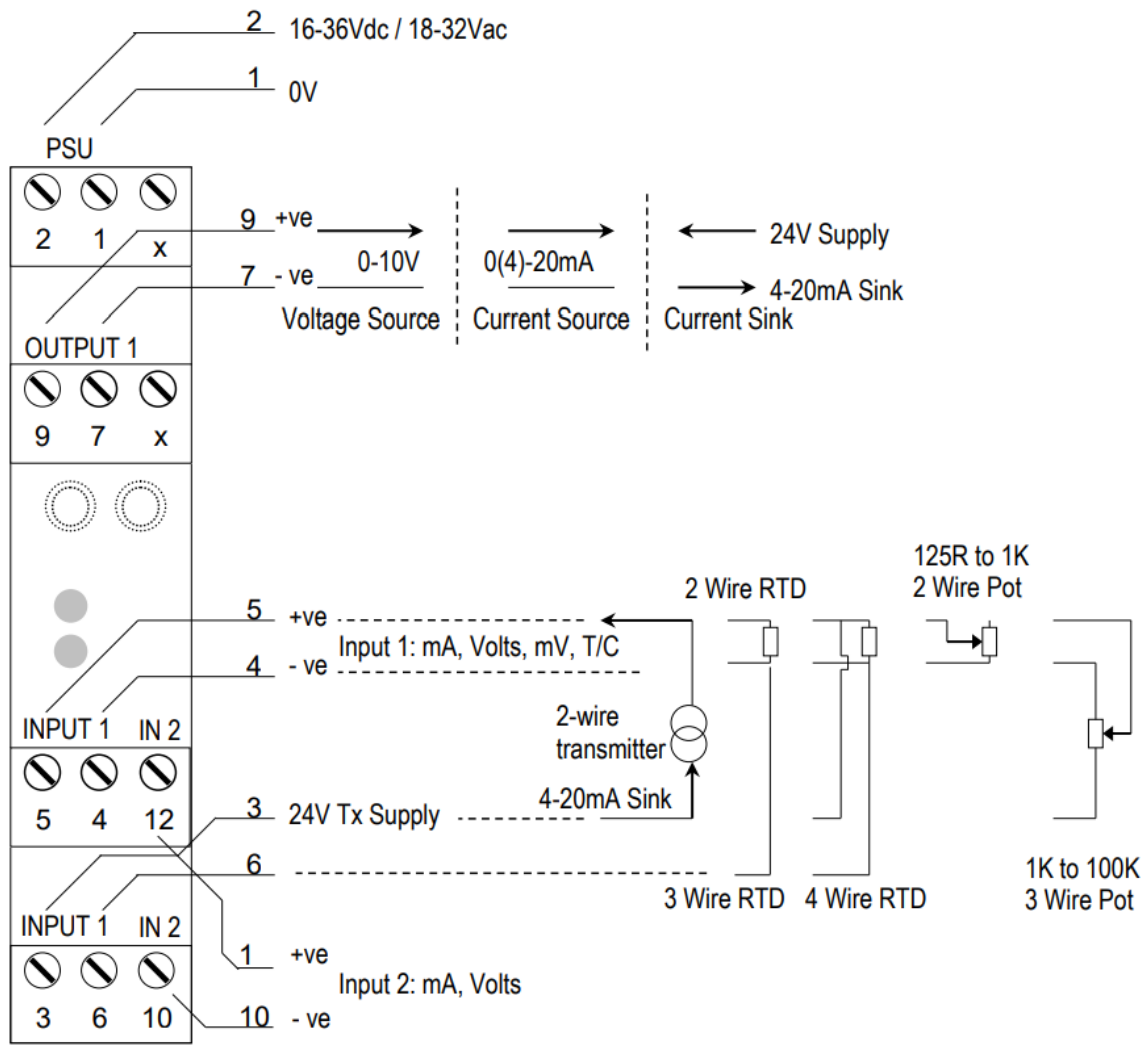 2 16-36Vdc / 18-32Vac
1 0V
PSU
2 1 x
9 +ve
0-10V 0(4)-20mA
24V Supply
7 - ve
4-20mA Sink
Voltage Source Current Source Current Sink
OUTPUT 1
9 7 x
125R to 1K
2 Wire Pot
2 Wire RTD
5 +ve
Input 1: mA, Volts, mV, T/C
4 - ve
INPUT 1 IN 2
2-wire
transmitter
5 4 12
3 24V Tx Supply
4-20mA Sink
6
3 Wire RTD 4 Wire RTD
1K to 100K
3 Wire Pot
INPUT 1 IN 2
1 +ve
Input 2: mA, Volts
3 6 10
10 - ve